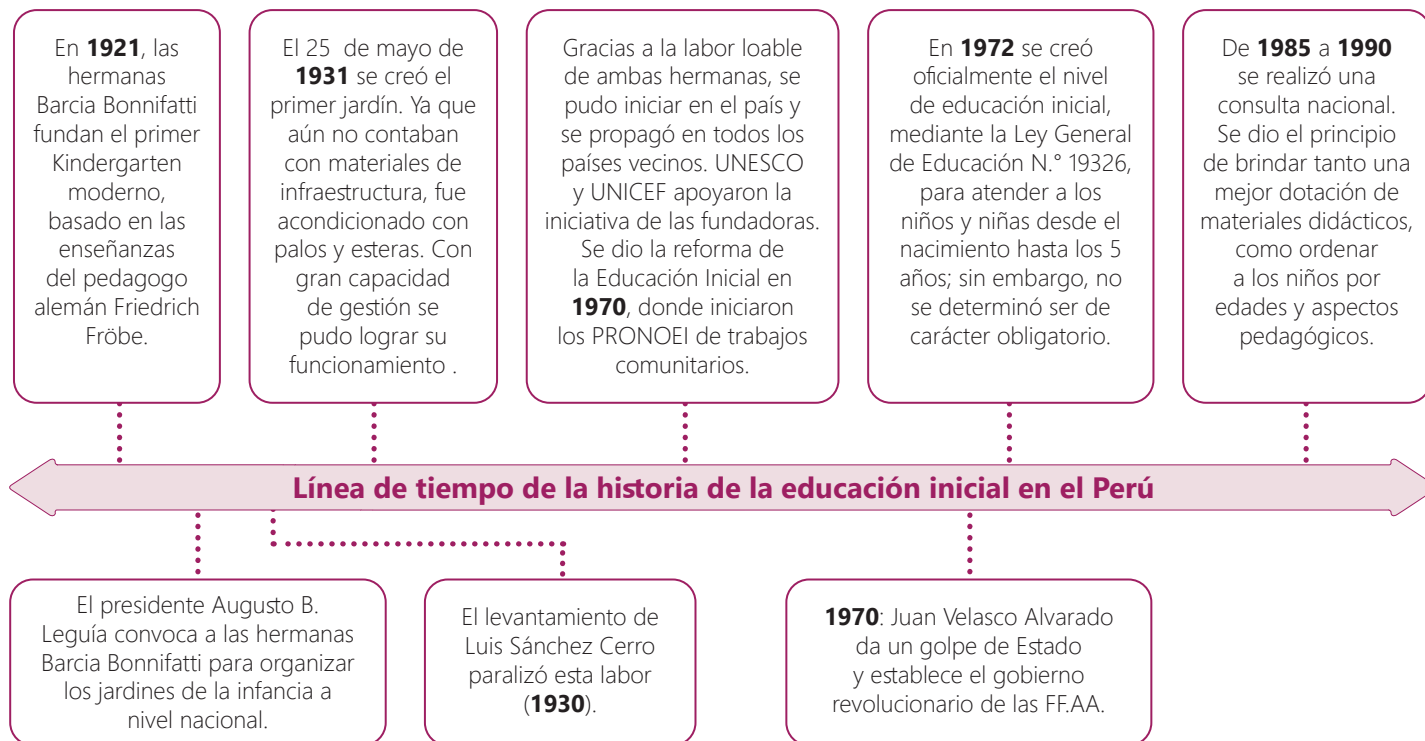 En 1921, las
hermanas
Barcia Bonnifatti
fundan el primer
Kindergarten
moderno,
basado en las
enseñanzas
del pedagogo
alemán Friedrich
Fröbe.
El 25 de mayo de
1931 se creó el
primer jardín. Ya que
aún no contaban
con materiales de
infraestructura, fue
acondicionado con
palos y esteras. Con
gran capacidad
de gestión se
pudo lograr su
funcionamiento .
Gracias a la labor loable
de ambas hermanas, se
pudo iniciar en el país y
se propagó en todos los
países vecinos. UNESCO
y UNICEF apoyaron la
iniciativa de las fundadoras.
Se dio la reforma de
la Educación Inicial en
1970, donde iniciaron
los PRONOEI de trabajos
comunitarios.
En 1972 se creó
oficialmente el nivel
de educación inicial,
mediante la Ley General
de Educación N.° 19326,
para atender a los
niños y niñas desde el
nacimiento hasta los 5
años; sin embargo, no
se determinó ser de
carácter obligatorio.
De 1985 a 1990
se realizó una
consulta nacional.
Se dio el principio
de brindar tanto una
mejor dotación de
materiales didácticos,
como ordenar
a los niños por
edades y aspectos
pedagógicos.
Línea de tiempo de la historia de la educación inicial en el Perú
El presidente Augusto B.
Leguía convoca a las hermanas
Barcia Bonnifatti para organizar
los jardines de la infancia a
nivel nacional.
El levantamiento de
Luis Sánchez Cerro
paralizó esta labor
(1930).
1970: Juan Velasco Alvarado
da un golpe de Estado
y establece el gobierno
revolucionario de las FF.AA.